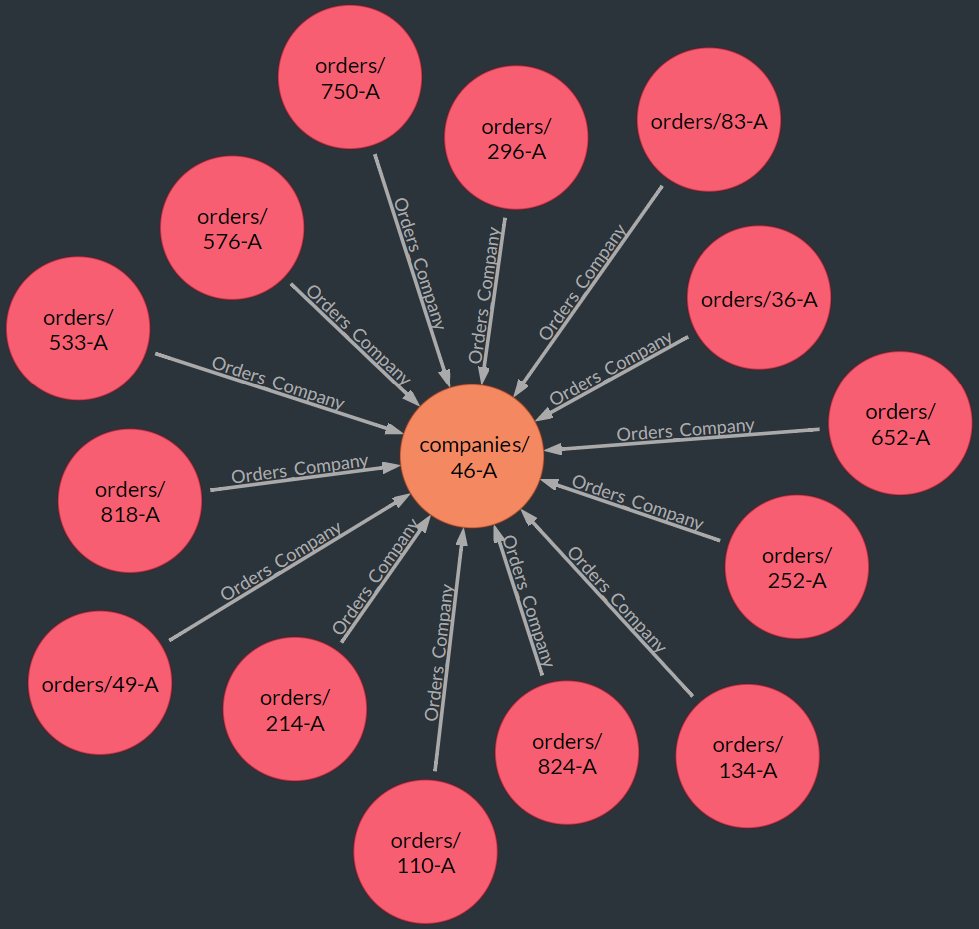 orders/
750-A
orders/
296-A
orders/83-A
orders/
576-A
orders/36-A
orders/
533-A
orders/
652-A
companies/
46-A
orders/
818-A
orders/
252-A
orders/49-A
orders/
214-A
orders/
824-A
orders/
134-A
orders/
110-A
Orders Company
Orders Company
Orders Company
Orders Company
Orders Company
Orders Company
Orders Company
Orders Company
Orders Company
Orders Company
Orders Company
Orders Company
Orders Company
Orders Company